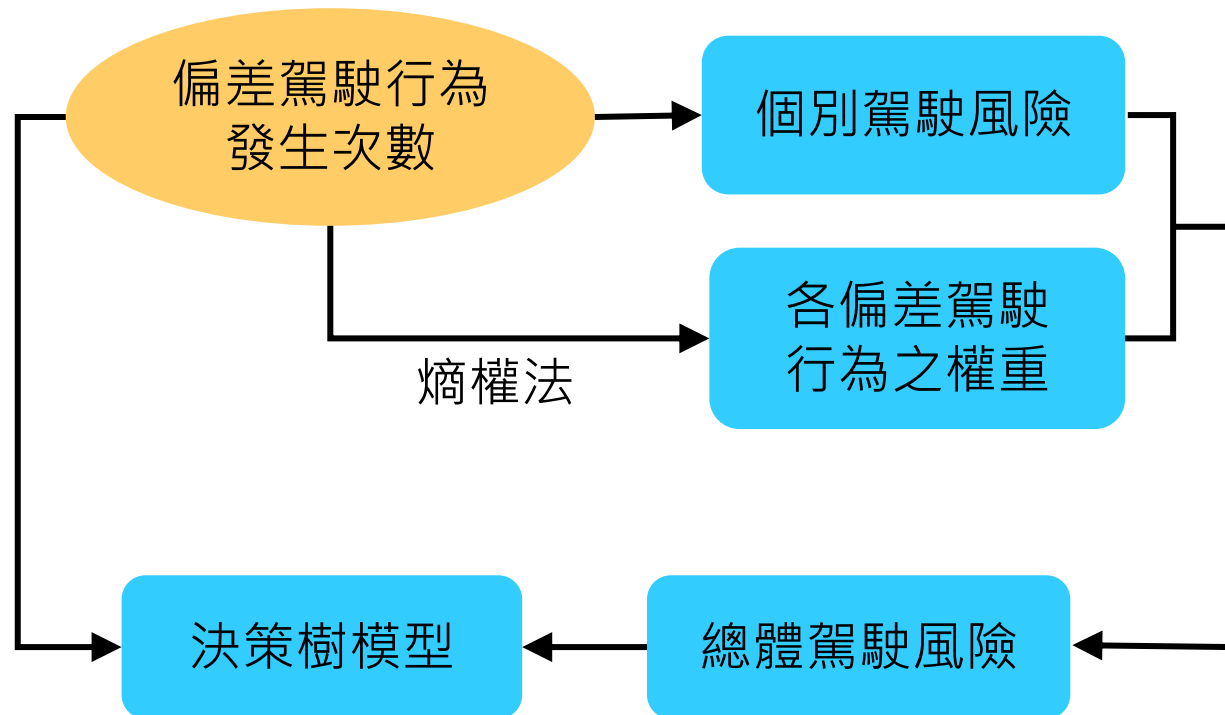 偏差駕駛行為
發生次數
個別駕駛風險
各偏差駕駛
行為之權重
熵權法
決策樹模型
總體駕駛風險